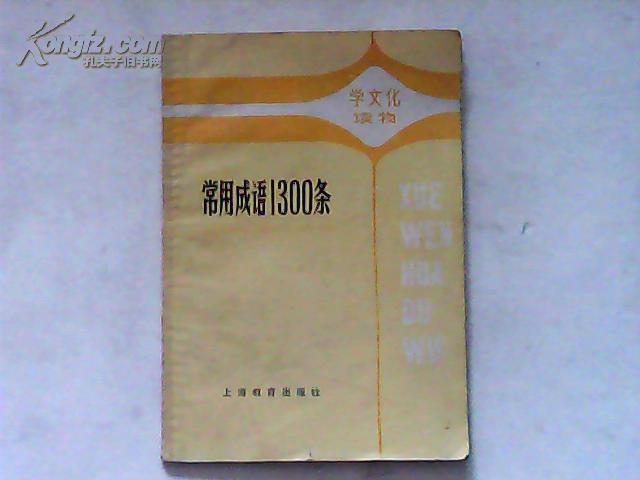 Kongfz.com
孔夫子旧书网
学文化
读物
常用成语1300条
XUE
WEN
HUA
DU
WU
上海教育出版社